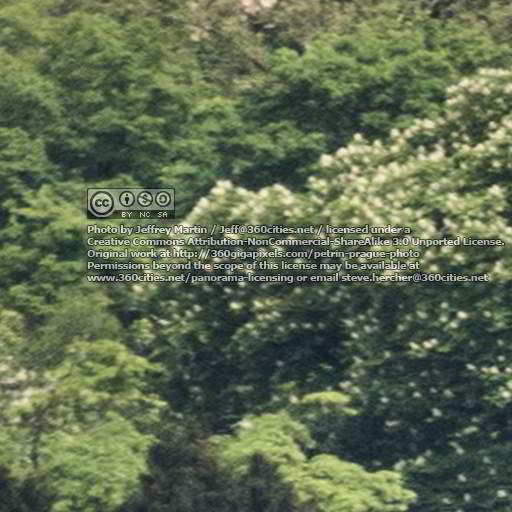 cc
BY NC SA
Photo by Jeffrey Martin / Jeff@360cities.net / licensed under a
Creative Commons Attribution-NonCommercial-ShareAlike 3.0 Unported License.
Original work at http://360gigapixels.com/petrin-prague-photo
Permissions beyond the scope of this license may be available at
www.360cities.net/panorama-licensing or email steve.hercher@360cities.net